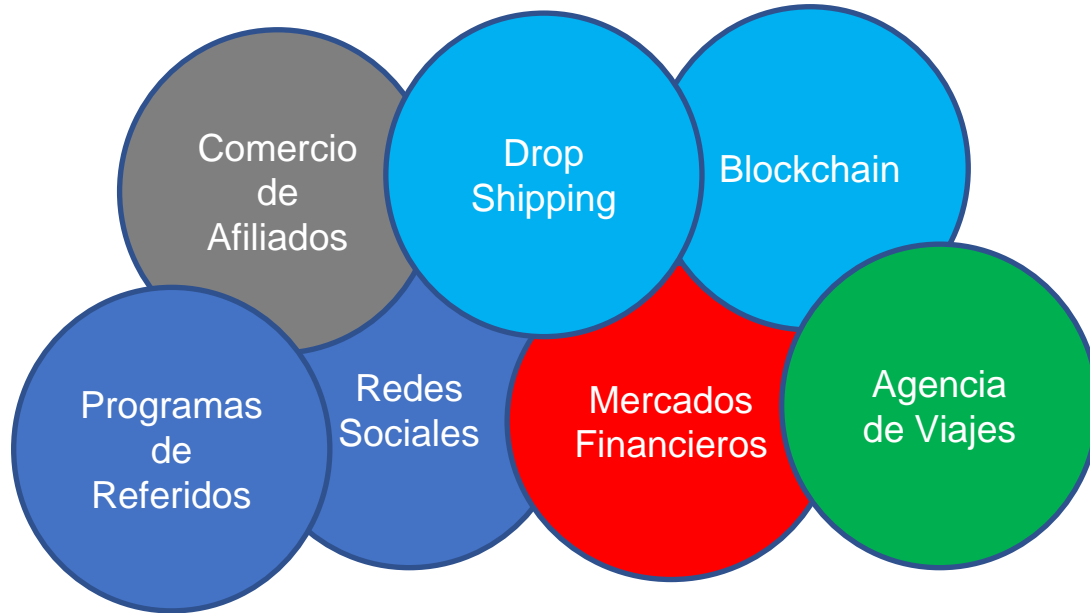 Comercio
de
Afiliados
Drop
Shipping
Blockchain
Programas
de
Referidos
Redes
Sociales
Mercados
Financieros
Agencia
de Viajes